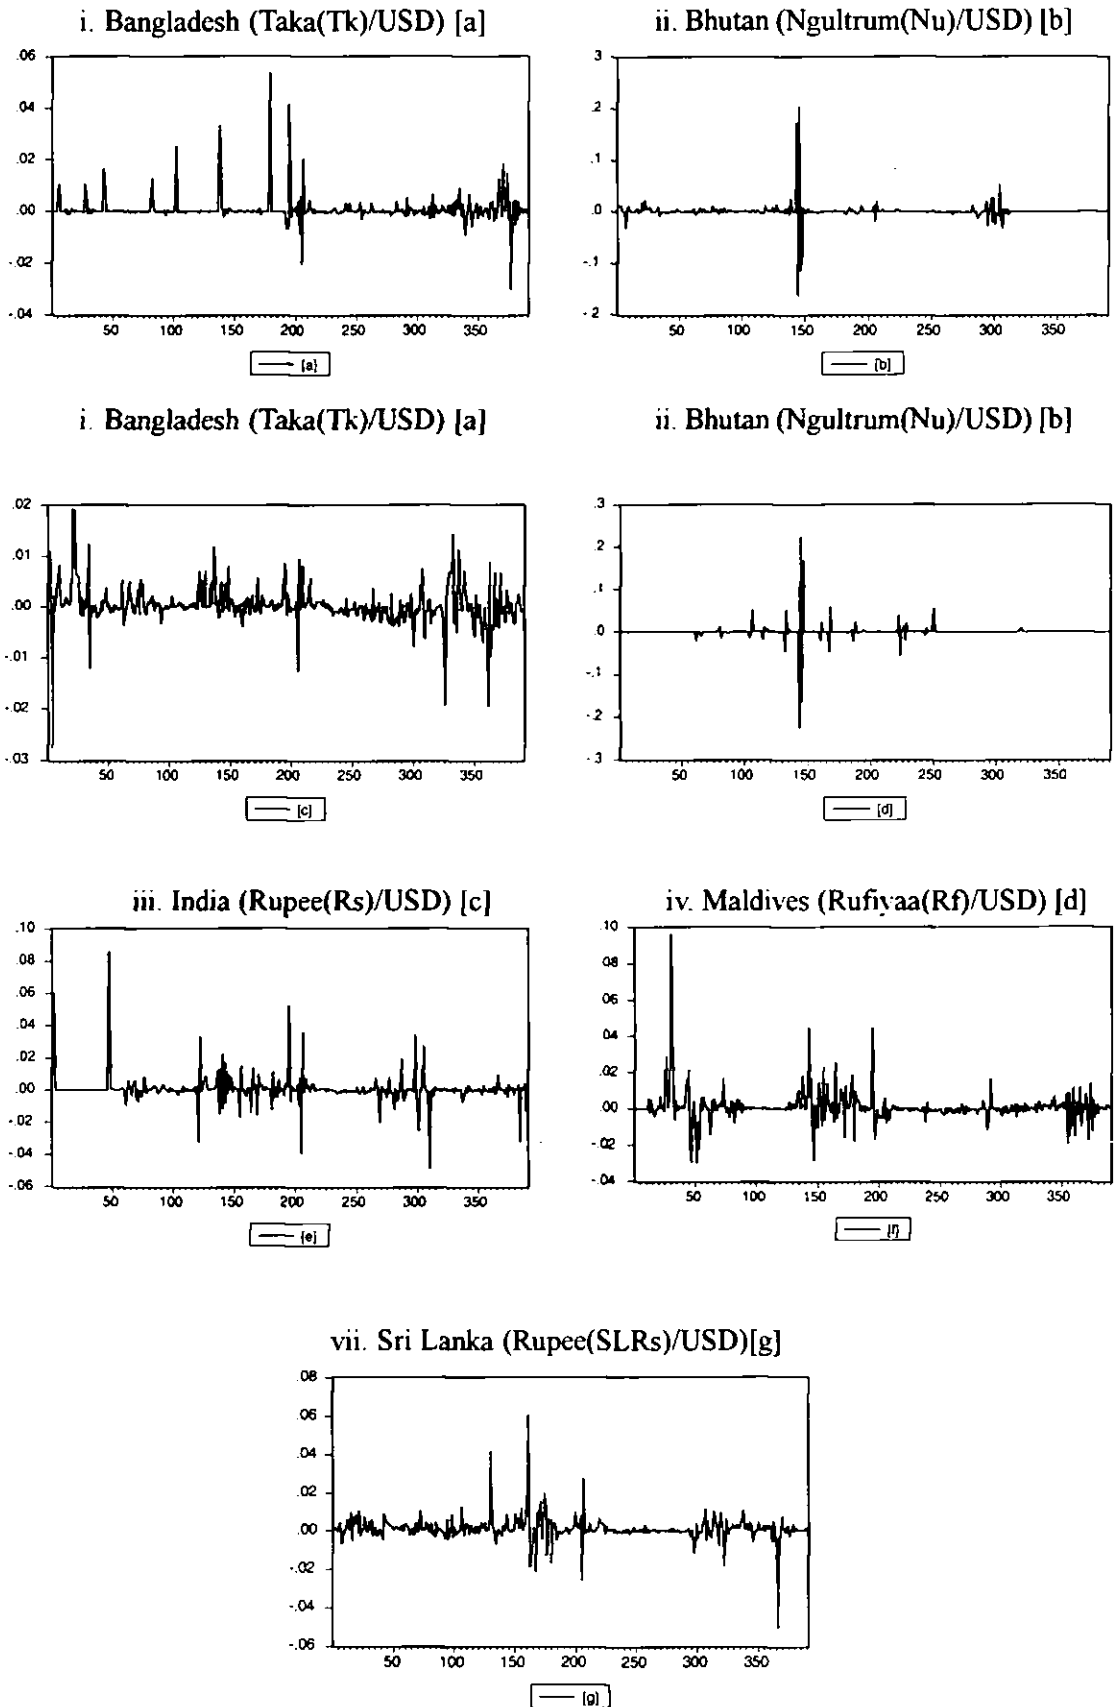 i. Bangladesh (Taka(Tk)/USD) [a]
ii. Bhutan (Ngultrum(Nu)/USD) [b]
.06
.04
.02
.00
-.02
-.04
50 100 150 200 250 300 350
[a]
.3
.2
.1
.0
-.1
-.2
50 100 150 200 250 300 350
[b]
i. Bangladesh (Taka(Tk)/USD) [a]
ii. Bhutan (Ngultrum(Nu)/USD) [b]
.02
.01
.00
-.01
-.02
-.03
50 100 150 200 250 300 350
[c]
.3
.2
.1
.0
-.1
-.2
-.3
50 100 150 200 250 300 350
[d]
iii. India (Rupee(Rs)/USD) [c]
iv. Maldives (Rufiyaa(Rf)/USD) [d]
.10
.08
.06
.04
.02
.00
-.02
-.04
-.06
50 100 150 200 250 300 350
[e]
.10
.08
.06
.04
.02
.00
-.02
-.04
50 100 150 200 250 300 350
[f]
vii. Sri Lanka (Rupee(SLRs)/USD)[g]
.08
.06
.04
.02
.00
-.02
-.04
-.06
50 100 150 200 250 300 350
[g]